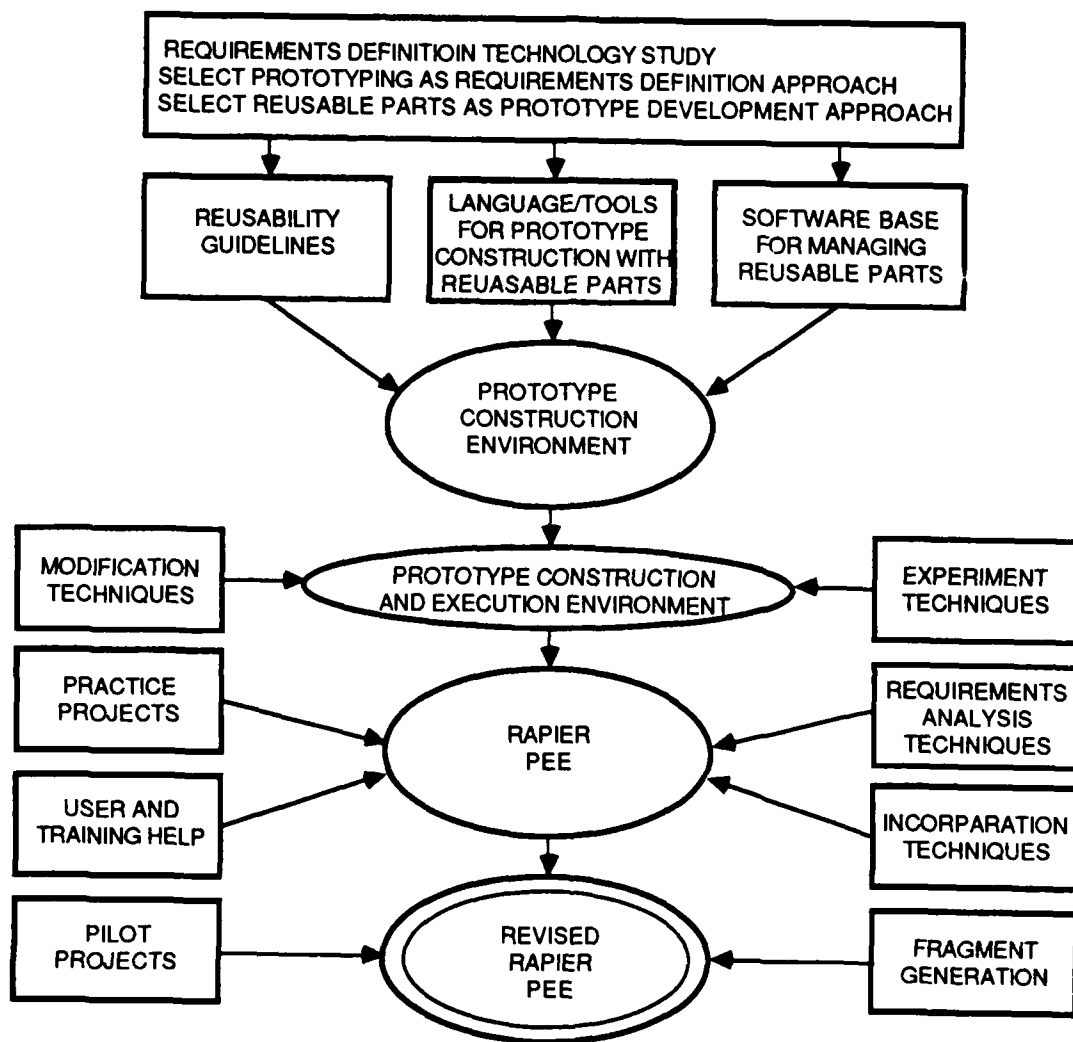 REQUIREMENTS DEFINITIOIN TECHNOLOGY STUDY
SELECT PROTOTYPING AS REQUIREMENTS DEFINITION APPROACH
SELECT REUSABLE PARTS AS PROTOTYPE DEVELOPMENT APPROACH
REUSABILITY
GUIDELINES
LANGUAGE/TOOLS
FOR PROTOTYPE
CONSTRUCTION WITH
REUASABLE PARTS
SOFTWARE BASE
FOR MANAGING
REUSABLE PARTS
PROTOTYPE
CONSTRUCTION
ENVIRONMENT
MODIFICATION
TECHNIQUES
PROTOTYPE CONSTRUCTION
AND EXECUTION ENVIRONMENT
EXPERIMENT
TECHNIQUES
PRACTICE
PROJECTS
RAPIER
PEE
REQUIREMENTS
ANALYSIS
TECHNIQUES
USER AND
TRAINING HELP
INCORPARATION
TECHNIQUES
PILOT
PROJECTS
REVISED
RAPIER
PEE
FRAGMENT
GENERATION